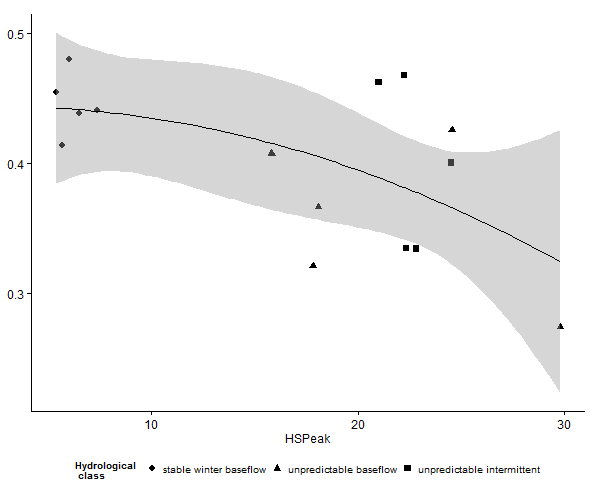 0.5
0.4
0.3
10 20 30
HSPeak
Hydrological
class
stable winter baseflow unpredictable baseflow unpredictable intermittent